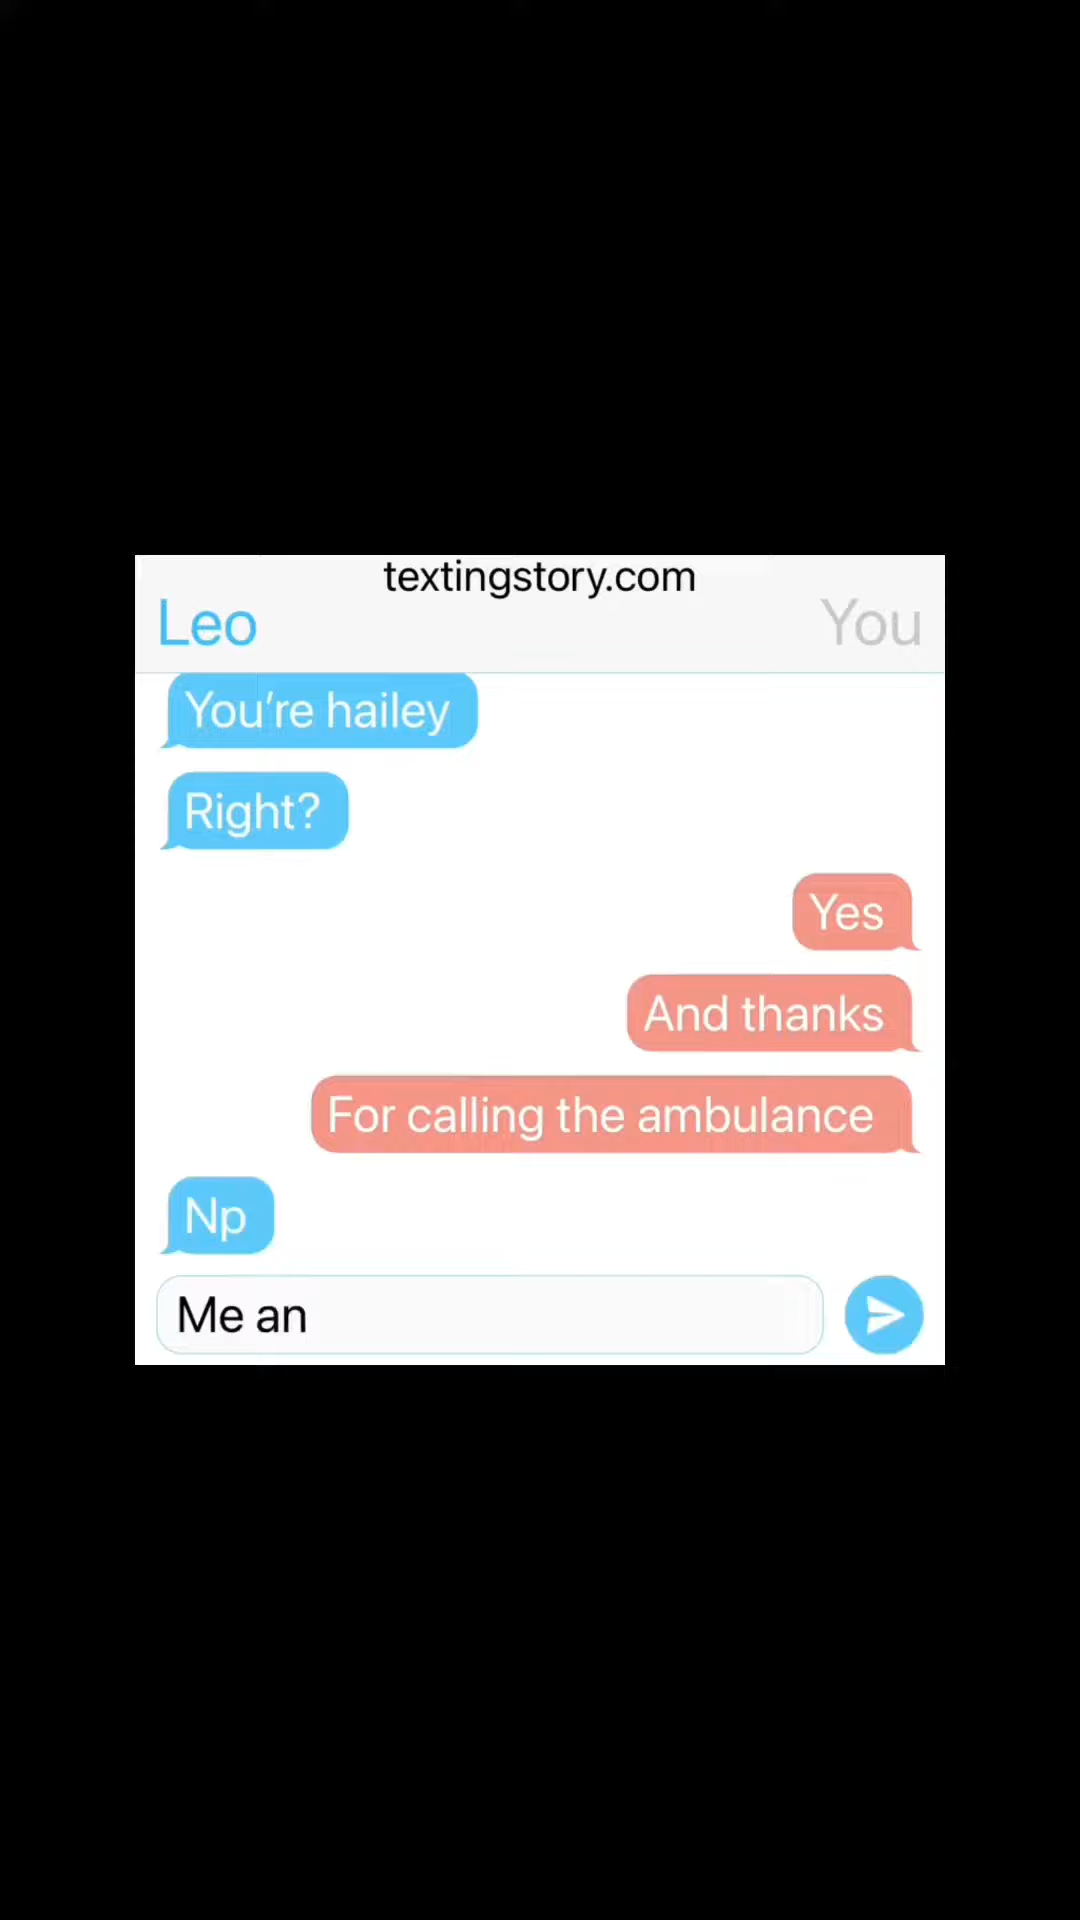 textingstory.com
Leo
You
You’re hailey
Right?
Yes
And thanks
For calling the ambulance
Np
Me an